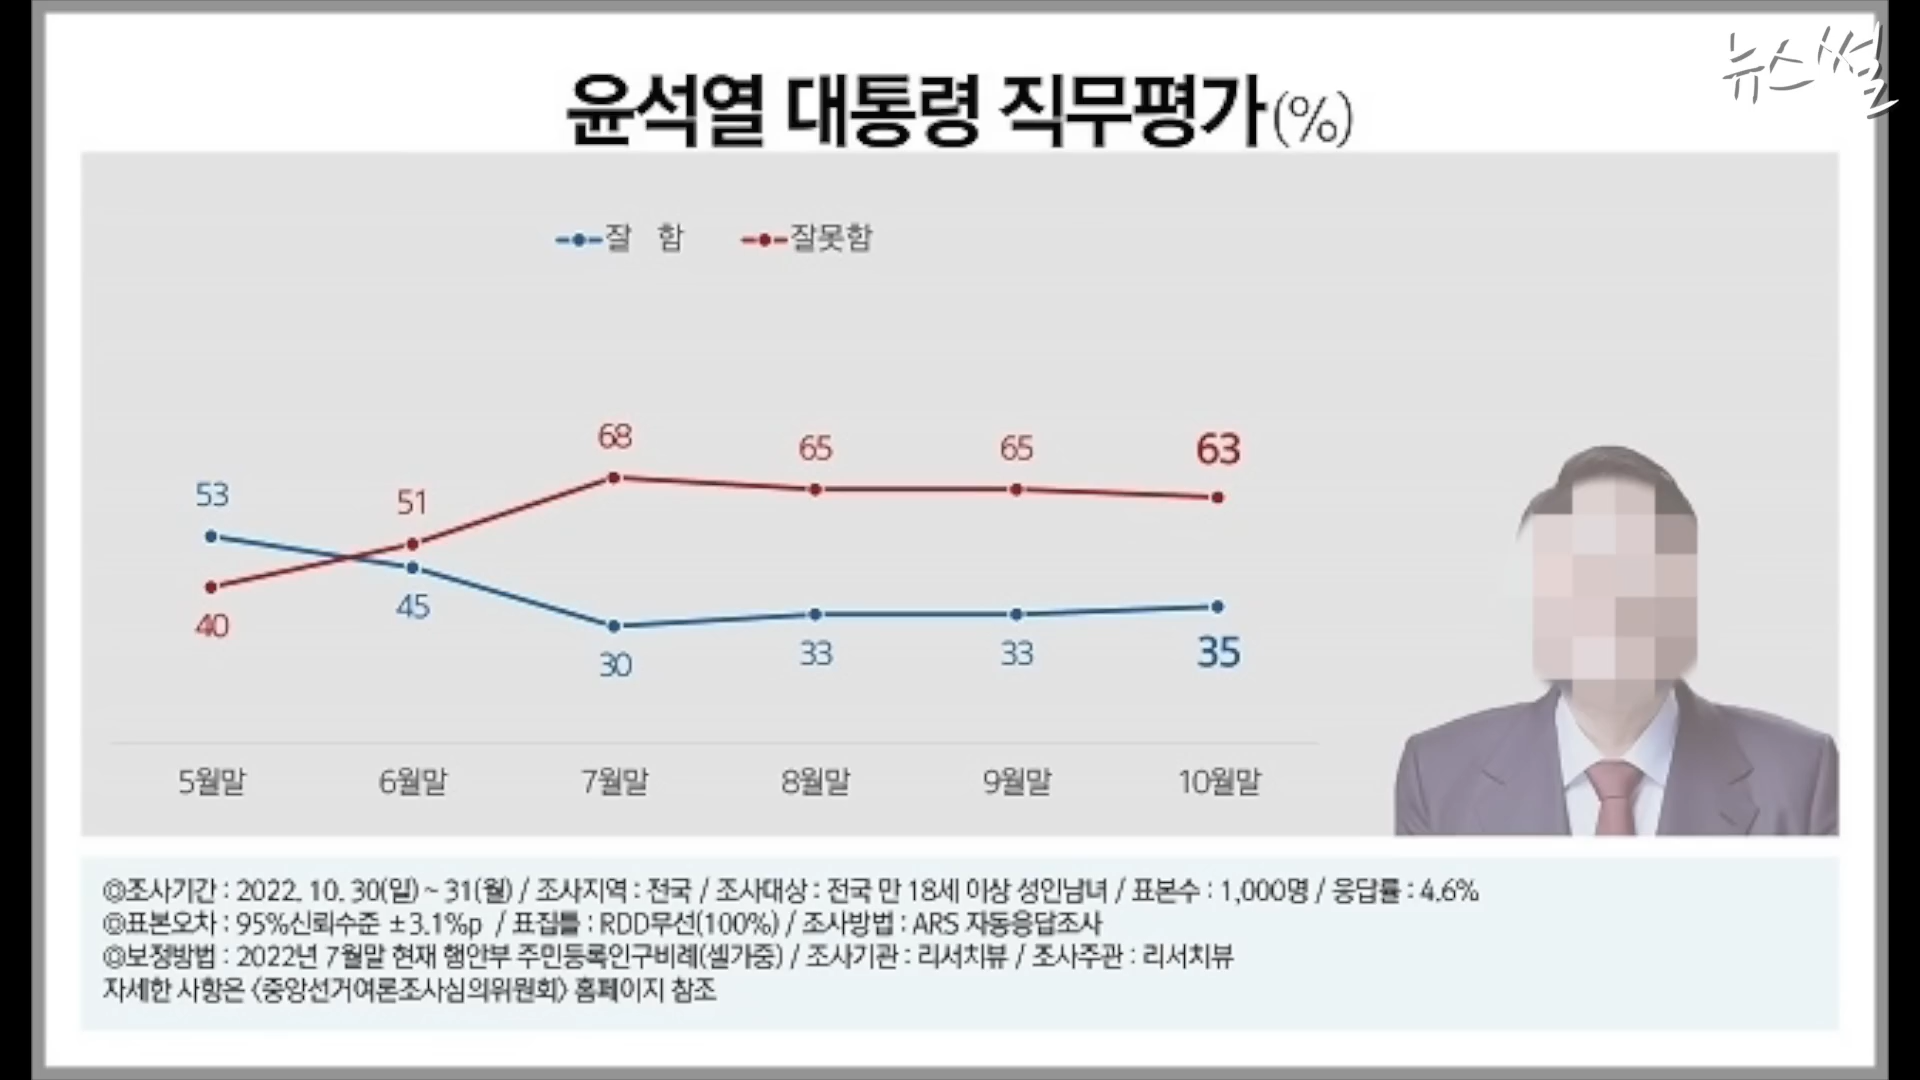 뉴스썰
윤석열 대통령 직무평가(%)
잘 함 잘못함
53 51 68 65 65 63
40 45 30 33 33 35
5월말 6월말 7월말 8월말 9월말 10월말
◎조사기간 : 2022. 10. 30(일) ~ 31(월) / 조사지역 : 전국 / 조사대상 : 전국 만 18세 이상 성인남녀 / 표본수 : 1,000명 / 응답률 : 4.6%
◎표본오차 : 95%신뢰수준 ±3.1%p / 표집틀 : RDD무선(100%) / 조사방법 : ARS 자동응답조사
◎보정방법 : 2022년 7월말 현재 행안부 주민등록인구비례(셀가중) / 조사기관 : 리서치뷰 / 조사주관 : 리서치뷰
자세한 사항은 〈중앙선거여론조사심의위원회〉 홈페이지 참조